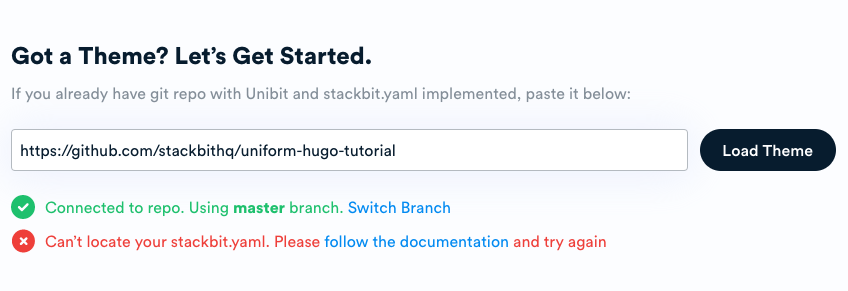 Got a Theme? Let’s Get Started.
If you already have git repo with Unibit and stackbit.yaml implemented, paste it below:
https://github.com/stackbithq/uniform-hugo-tutorial
Load Theme
Connected to repo. Using master branch. Switch Branch
Can’t locate your stackbit.yaml. Please follow the documentation and try again